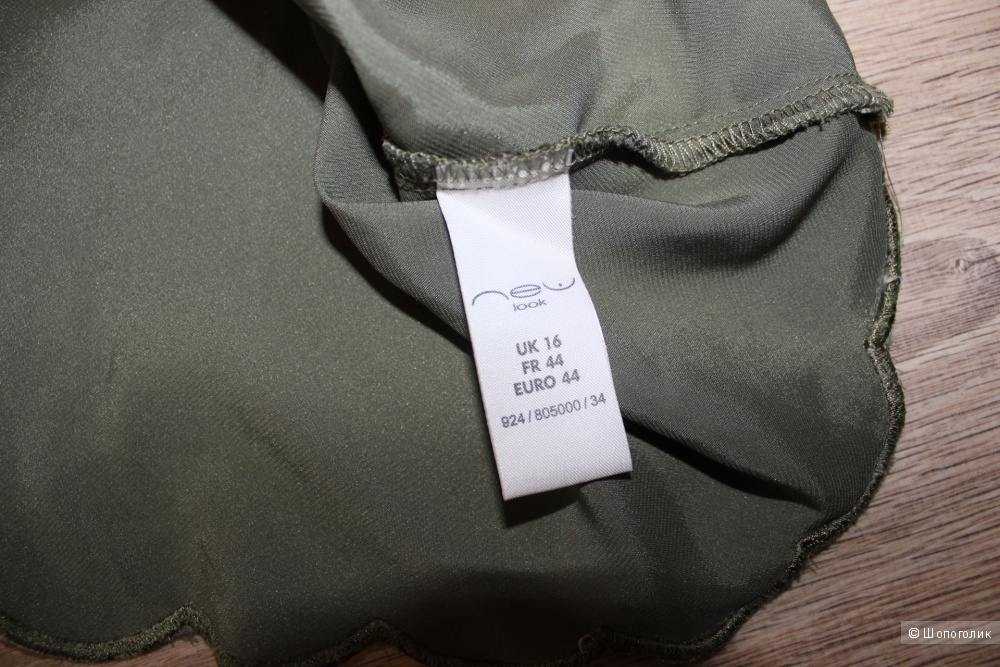 new
look
UK 16
FR 44
EURO 44
924/805000/34
© Шопоголик